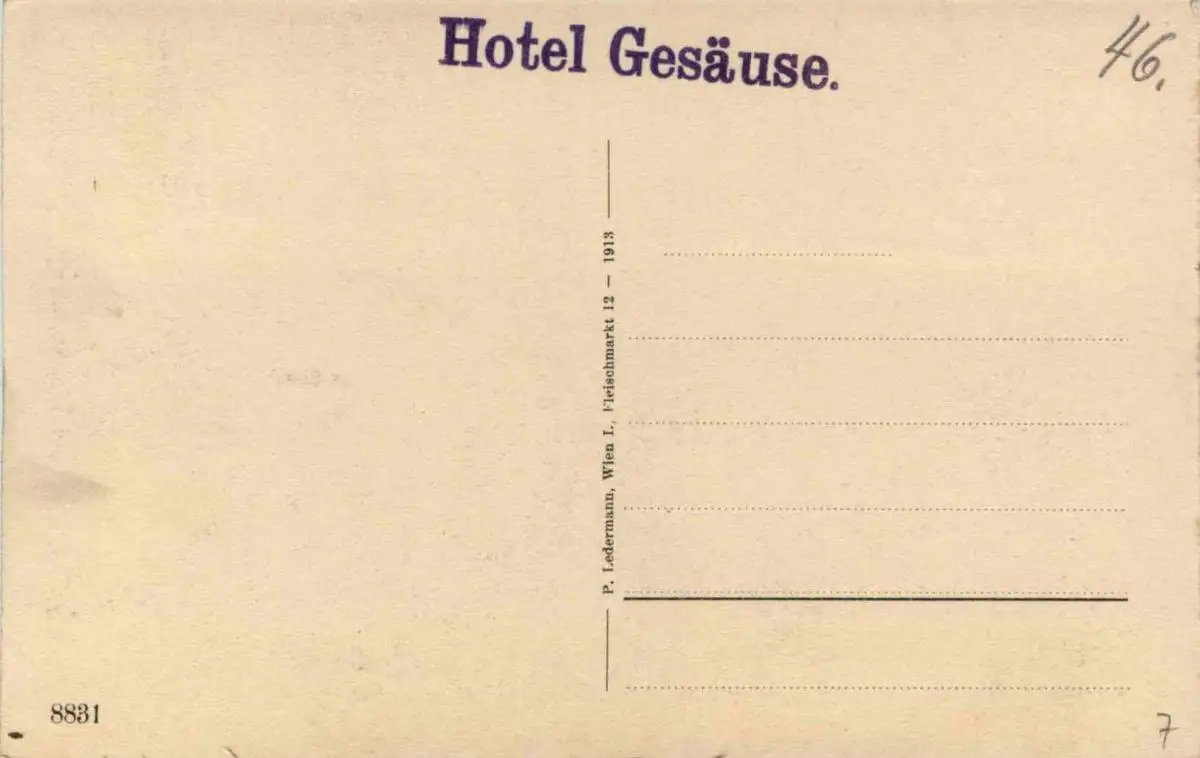 Hotel Gesäuse.
46.
P. Ledermann, Wien I., Fleischmarkt 12 — 1913
8831
7